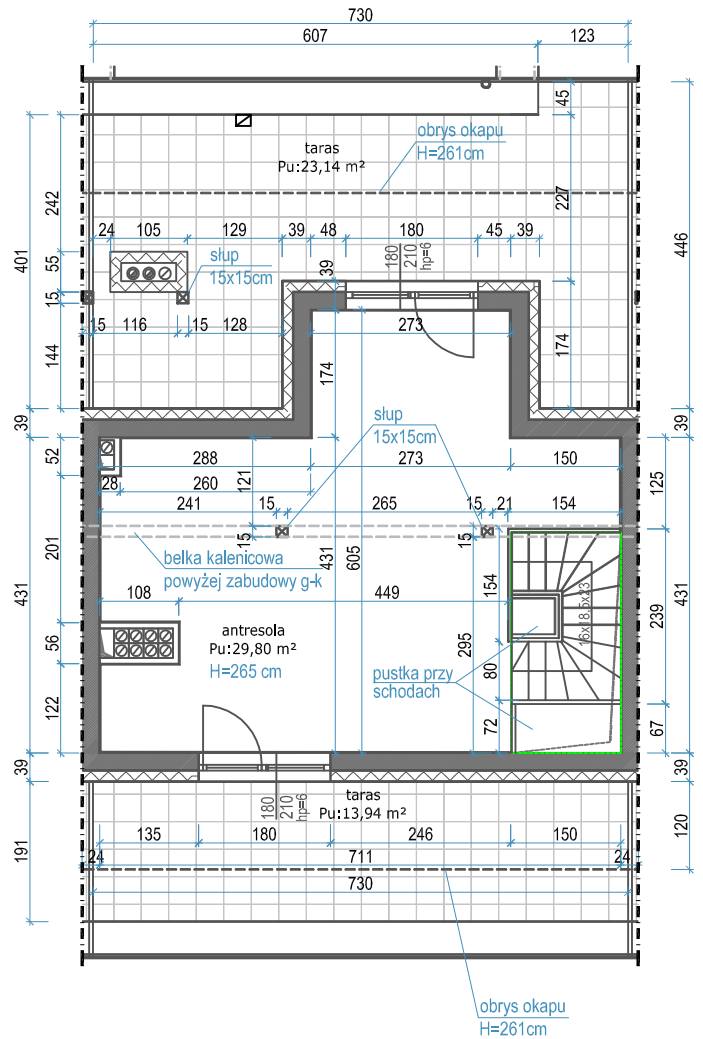 730
607 123
45
taras
Pu:23,14 m²
obrys okapu
H=261cm
242
227
24 105 129 39 48 180 45 39
401
446
słup
15x15cm
180
210
hp=6
55
39
15
15 116 15 128
273
144
174
174
39
39
słup
15x15cm
52
288 273 150
121
125
28 260
241 15 265 15 21 154
15
15
belka kalenicowa
powyżej zabudowy g-k
201
431
605
431
431
108
449
154
16x18,5x23
239
antresola
Pu:29,80 m²
H=265 cm
56
295
80
pustka przy
schodach
122
72
67
39
39
taras
Pu:13,94 m²
180
210
hp=6
135 180 246 150
120
191
24 711 24
730
obrys okapu
H=261cm